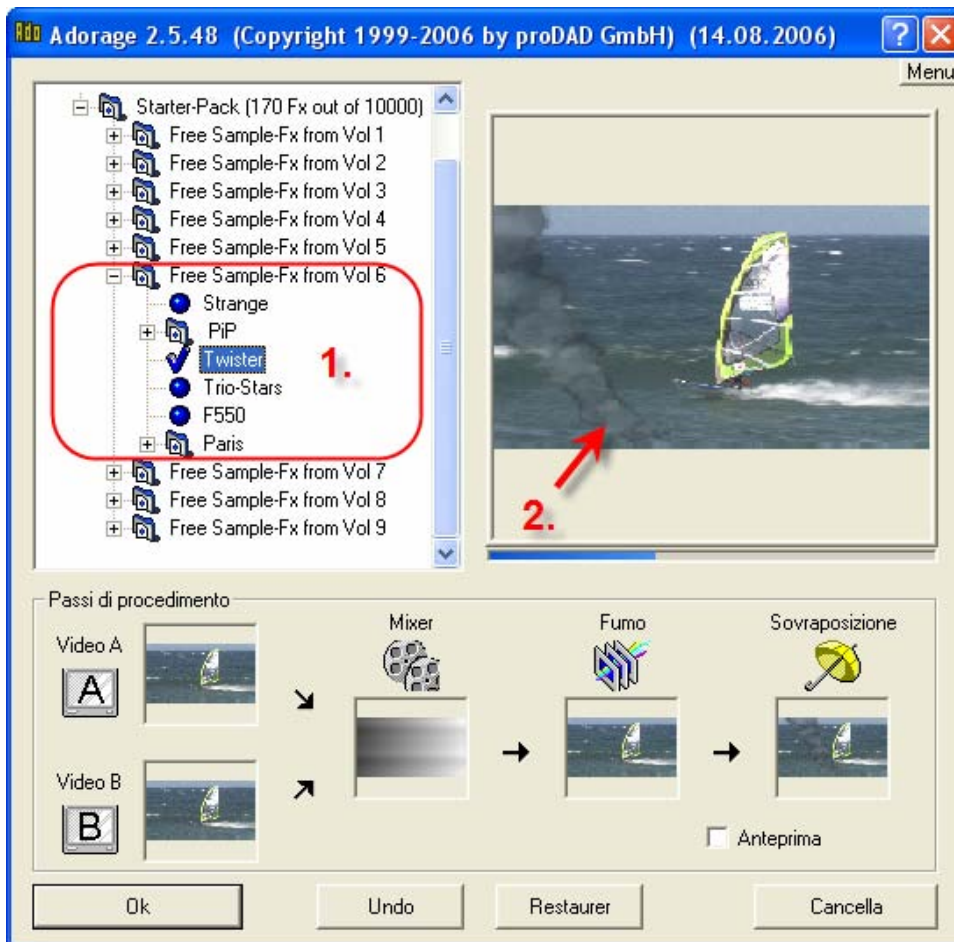 Ado Adorage 2.5.48 (Copyright 1999-2006 by proDAD GmbH) (14.08.2006) ? X
Menu
Starter-Pack (170 Fx out of 10000)
Free Sample-Fx from Vol 1
Free Sample-Fx from Vol 2
Free Sample-Fx from Vol 3
Free Sample-Fx from Vol 4
Free Sample-Fx from Vol 5
Free Sample-Fx from Vol 6
Strange
PiP
Twister
1.
Trio-Stars
F550
Paris
Free Sample-Fx from Vol 7
Free Sample-Fx from Vol 8
Free Sample-Fx from Vol 9
2.
Passi di procedimento
Video A
A
Mixer
Fumo
Sovraposizione
Video B
B
Anteprima
Ok
Undo
Restaurer
Cancella